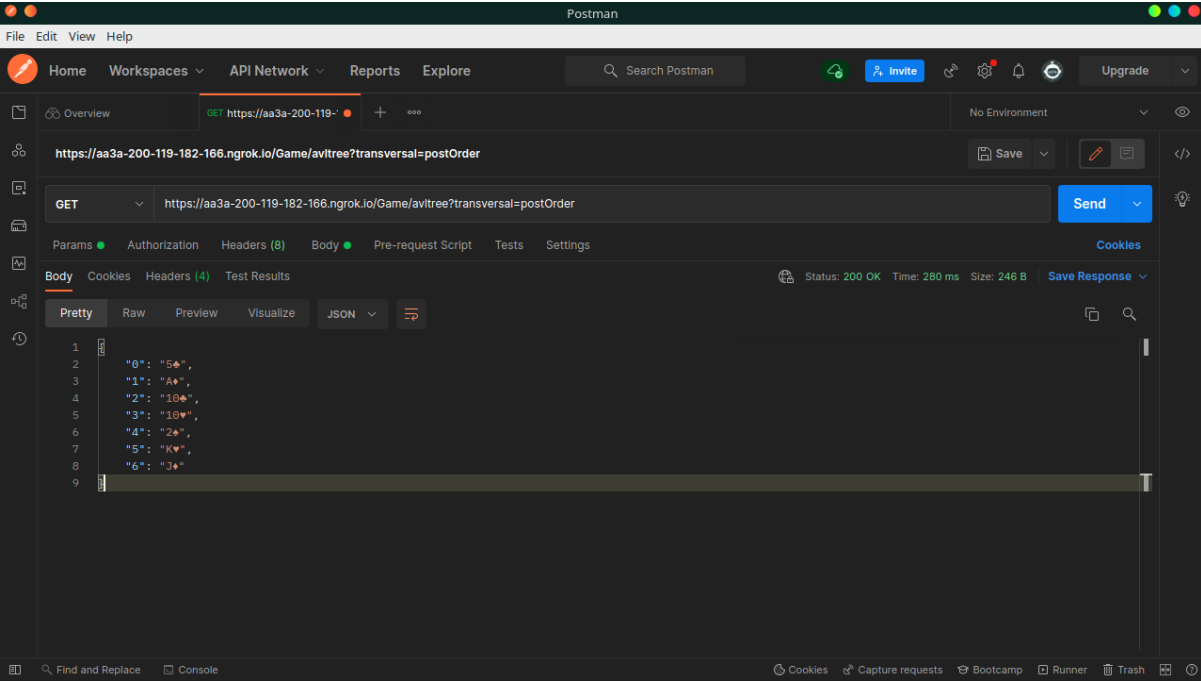 Postman
File Edit View Help
Home Workspaces API Network Reports Explore Search Postman Invite Upgrade
Overview GET https://aa3a-200-119-' No Environment
https://aa3a-200-119-182-166.ngrok.io/Game/avltree?transversal=postOrder Save
GET https://aa3a-200-119-182-166.ngrok.io/Game/avltree?transversal=postOrder Send
Params Authorization Headers (8) Body Pre-request Script Tests Settings Cookies
Body Cookies Headers (4) Test Results Status: 200 OK Time: 280 ms Size: 246 B Save Response
Pretty Raw Preview Visualize JSON
1 {
2 "0": "5♣",
3 "1": "A♦",
4 "2": "10♣",
5 "3": "10♥",
6 "4": "2♠",
7 "5": "K♥",
8 "6": "J♦"
9 }
Find and Replace Console Cookies Capture requests Bootcamp Runner Trash